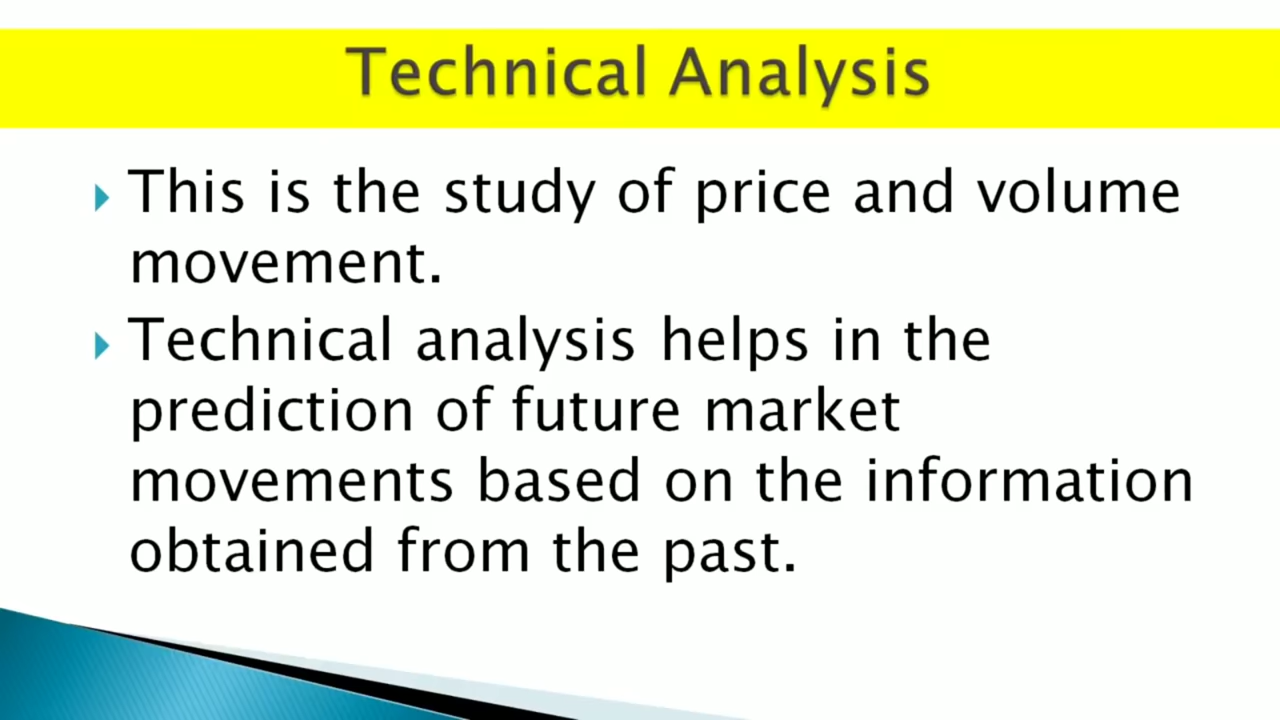 Technical Analysis
This is the study of price and volume
movement.
Technical analysis helps in the
prediction of future market
movements based on the information
obtained from the past.